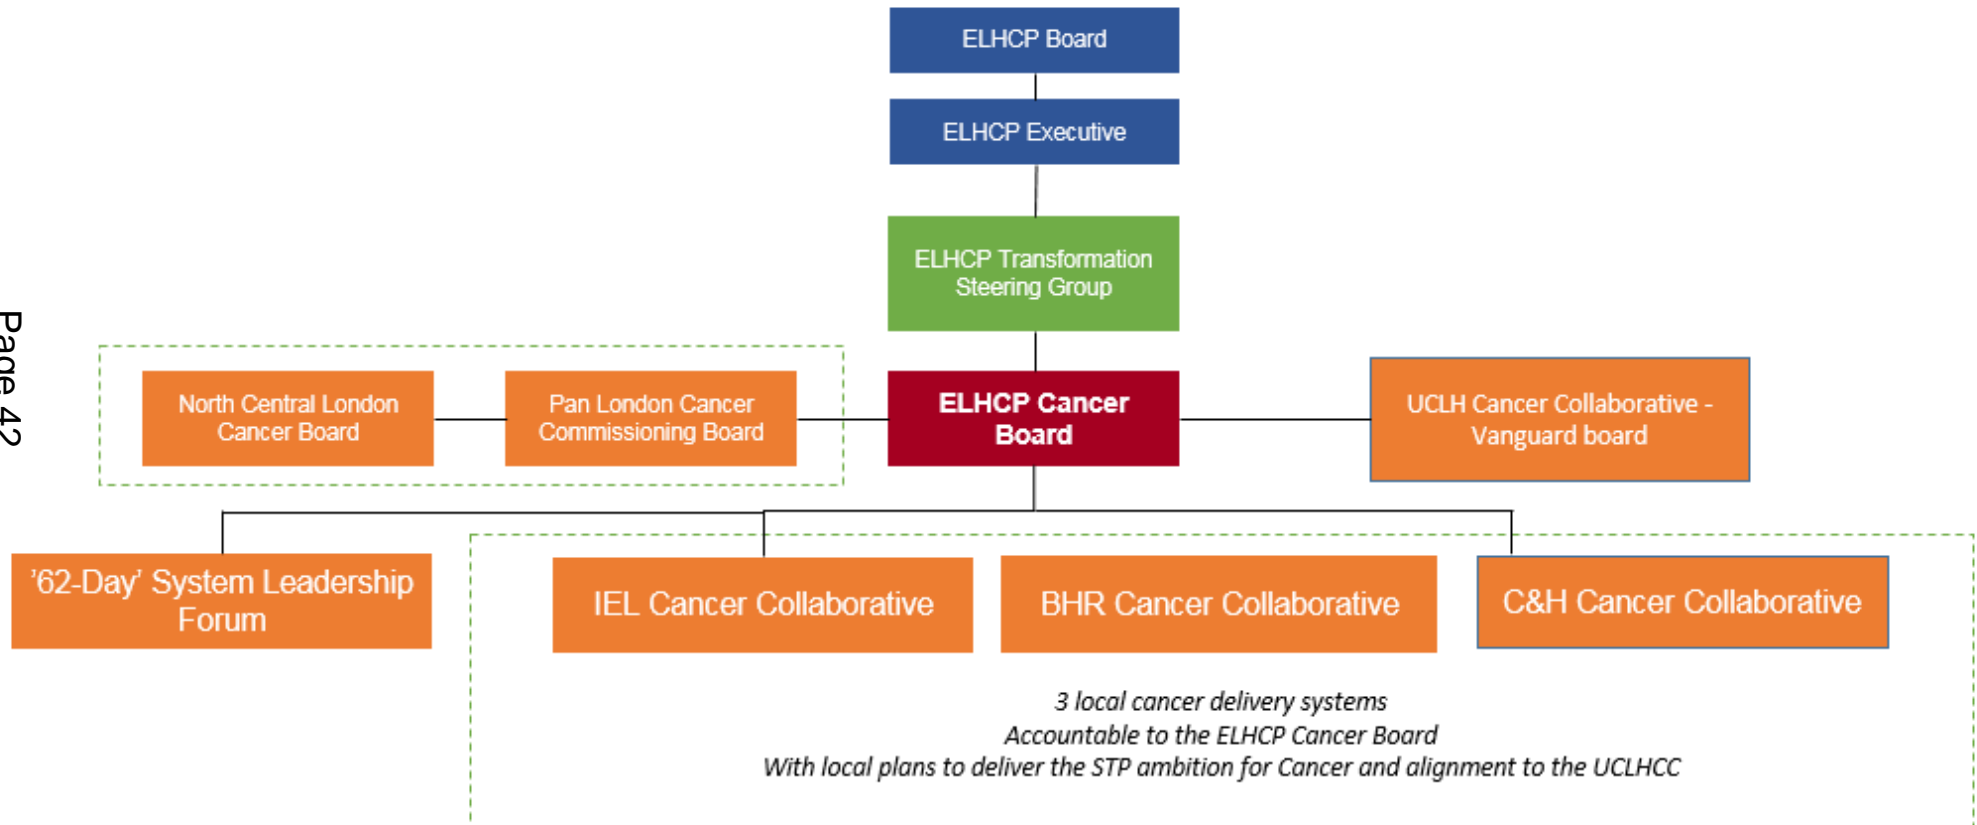 ELHCP Board
ELHCP Executive
ELHCP Transformation
Steering Group
North Central London
Cancer Board
Pan London Cancer
Commissioning Board
ELHCP Cancer
Board
UCLH Cancer Collaborative -
Vanguard board
’62-Day’ System Leadership
Forum
IEL Cancer Collaborative
BHR Cancer Collaborative
C&H Cancer Collaborative
3 local cancer delivery systems
Accountable to the ELHCP Cancer Board
With local plans to deliver the STP ambition for Cancer and alignment to the UCLHCC
Page 42